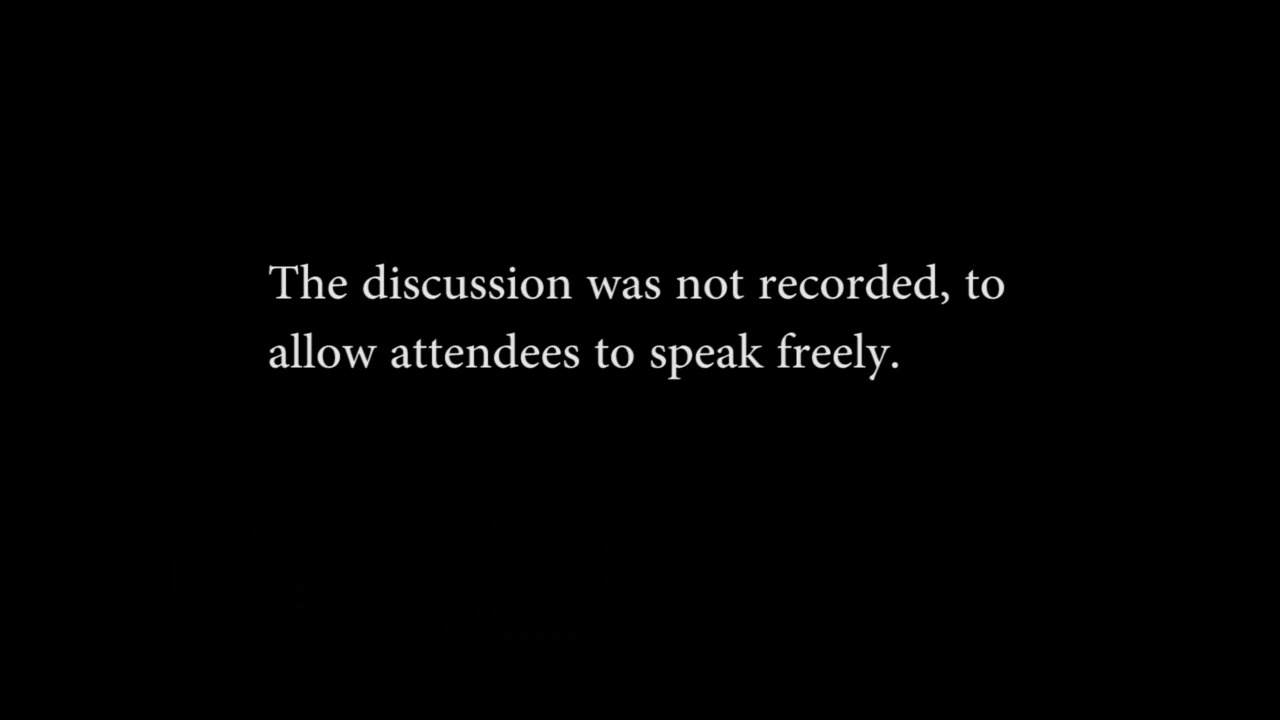 The discussion was not recorded, to
allow attendees to speak freely.